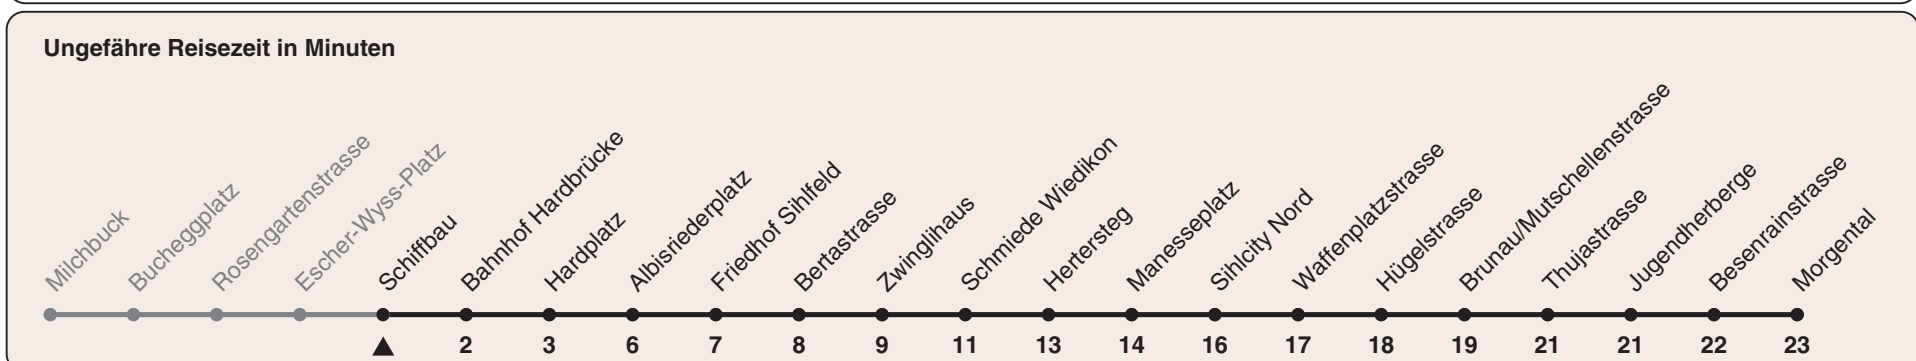 Ungefähre Reisezeit in Minuten
Milchbuck
Bucheggplatz
Rosengartenstrasse
Escher-Wyss-Platz
Schiffbau
Bahnhof Hardbrücke
Hardplatz
Albisriederplatz
Friedhof Sihlfeld
Bertastrasse
Zwinglihaus
Schmiede Wiedikon
Hertersteg
Manesseplatz
Sihlcity Nord
Waffenplatzstrasse
Hügelstrasse
Brunau/Mutschellenstrasse
Thujastrasse
Jugendherberge
Besenrainstrasse
Morgental
2 3 6 7 8 9 11 13 14 16 17 18 19 21 21 22 23